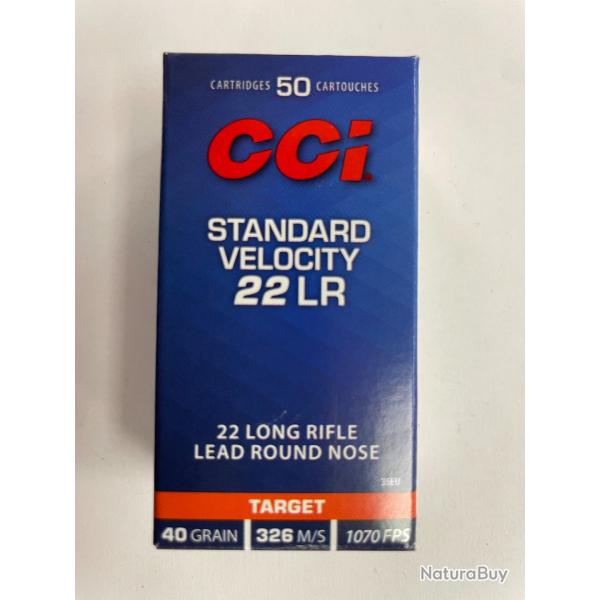 CARTRIDGES 50 CARTOUCHES
CCi
STANDARD
VELOCITY
22 LR
22 LONG RIFLE
LEAD ROUND NOSE
35EU
TARGET
40 GRAIN 326 M/S 1070 FPS
NaturaBuy